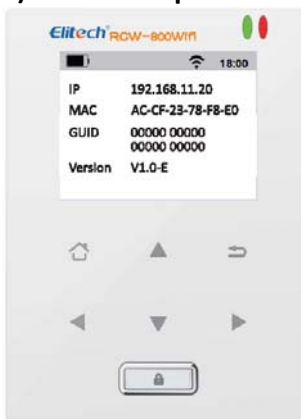 Elitech RCW-800Wifi
18:00
IP 192.168.11.20
MAC AC-CF-23-78-F8-E0
GUID 00000 00000
00000 00000
Version V1.0-E